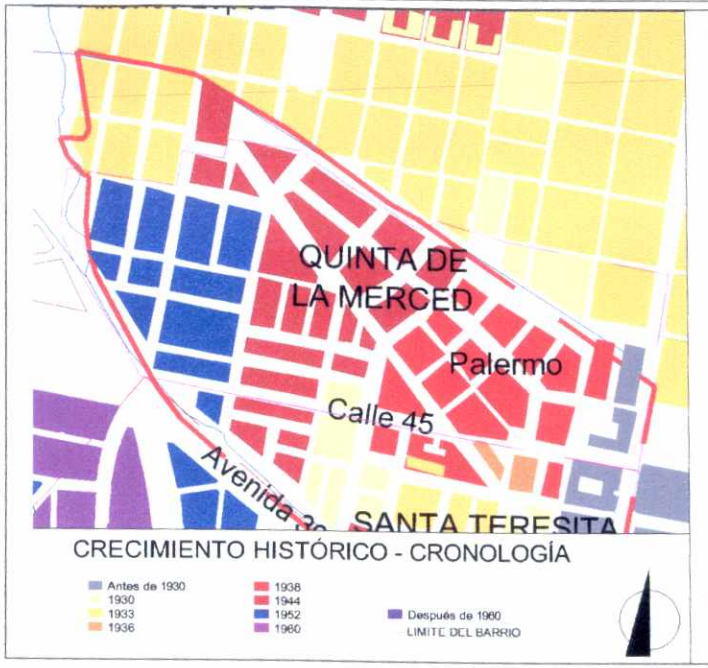 QUINTA DE
LA MERCED
Palermo
Calle 45
Avenida
SANTA TERESITA
CRECIMIENTO HISTÓRICO - CRONOLOGÍA
Antes de 1930
1930
1933
1936
1938
1944
1952
1960
Después de 1960
LIMITE DEL BARRIO